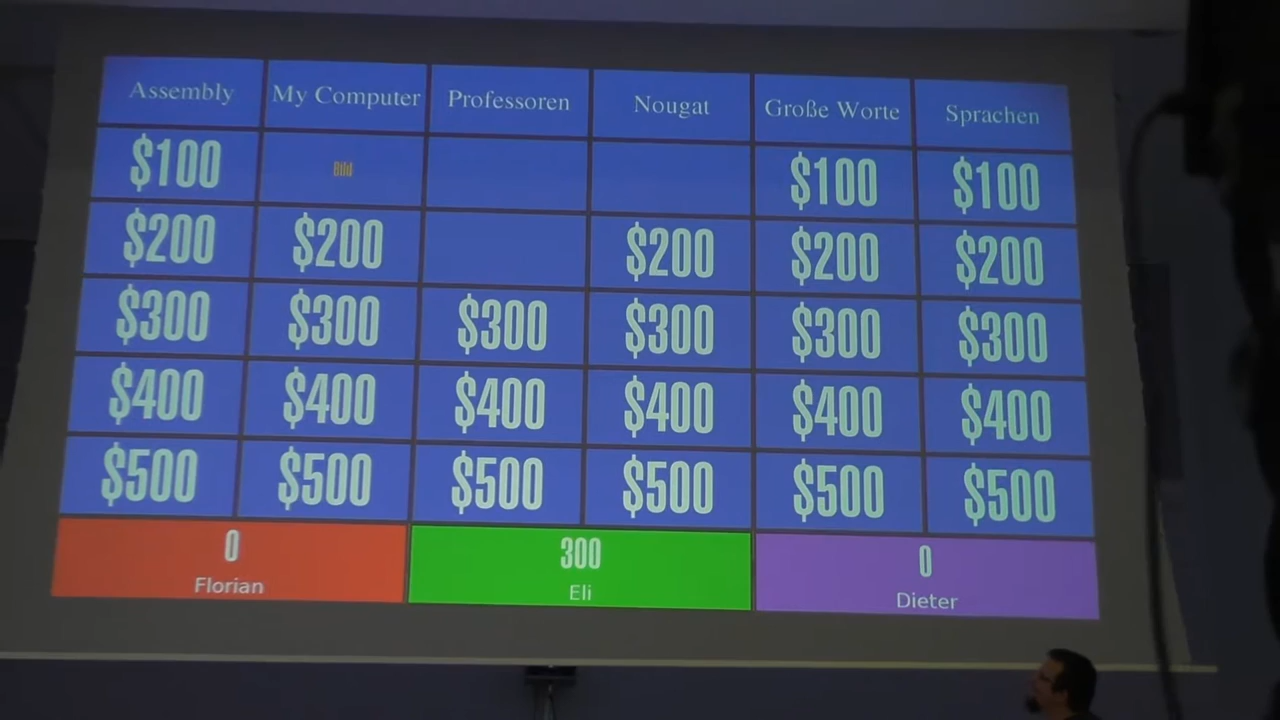 Assembly My Computer Professoren Nougat Große Worte Sprachen
$100 Bild $100 $100
$200 $200 $200 $200 $200
$300 $300 $300 $300 $300 $300
$400 $400 $400 $400 $400 $400
$500 $500 $500 $500 $500 $500
0 300 0
Florian Eli Dieter